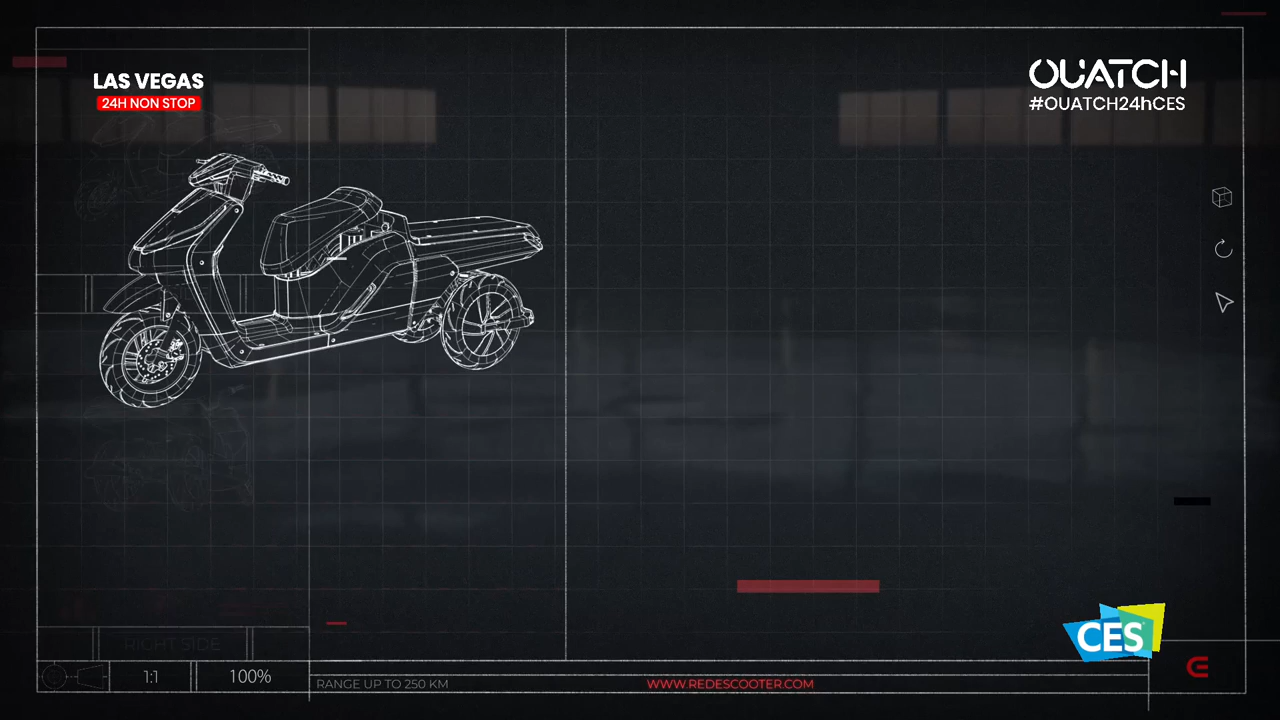 LAS VEGAS
24H NON STOP
OUATCH
#OUATCH24hCES
CES
RIGHT SIDE
1:1
100%
RANGE UP TO 250 KM
WWW.REDESCOOTER.COM